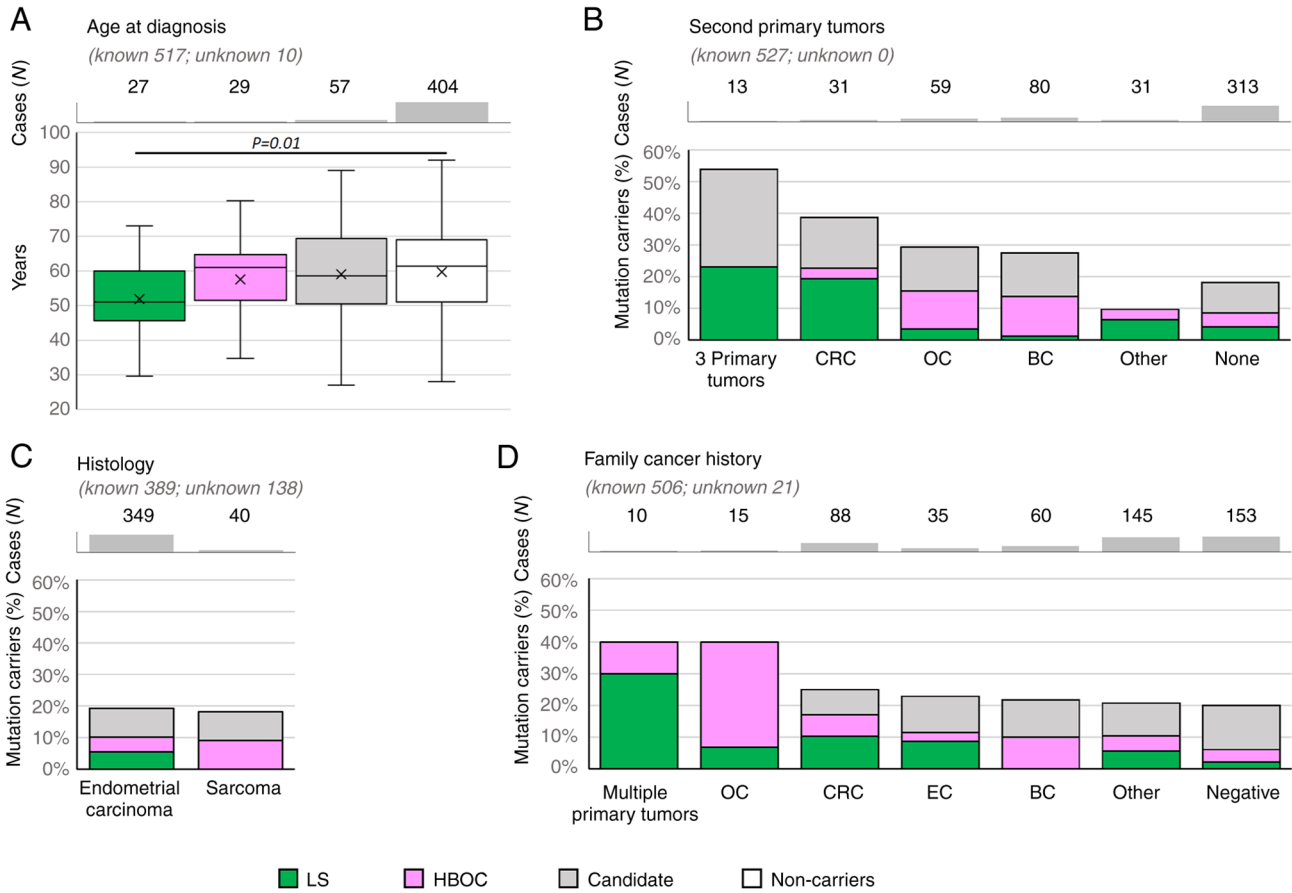 A
Age at diagnosis
(known 517; unknown 10)
Cases (N)
27 29 57 404
P=0.01
Years
100
90
80
70
60
50
40
30
20
B
Second primary tumors
(known 527; unknown 0)
Cases (N)
13 31 59 80 31 313
Mutation carriers (%)
60%
50%
40%
30%
20%
10%
0%
3 Primary tumors
CRC
OC
BC
Other
None
C
Histology
(known 389; unknown 138)
Cases (N)
349 40
Mutation carriers (%)
60%
50%
40%
30%
20%
10%
0%
Endometrial carcinoma
Sarcoma
D
Family cancer history
(known 506; unknown 21)
Cases (N)
10 15 88 35 60 145 153
Mutation carriers (%)
60%
50%
40%
30%
20%
10%
0%
Multiple primary tumors
OC
CRC
EC
BC
Other
Negative
LS HBOC Candidate Non-carriers